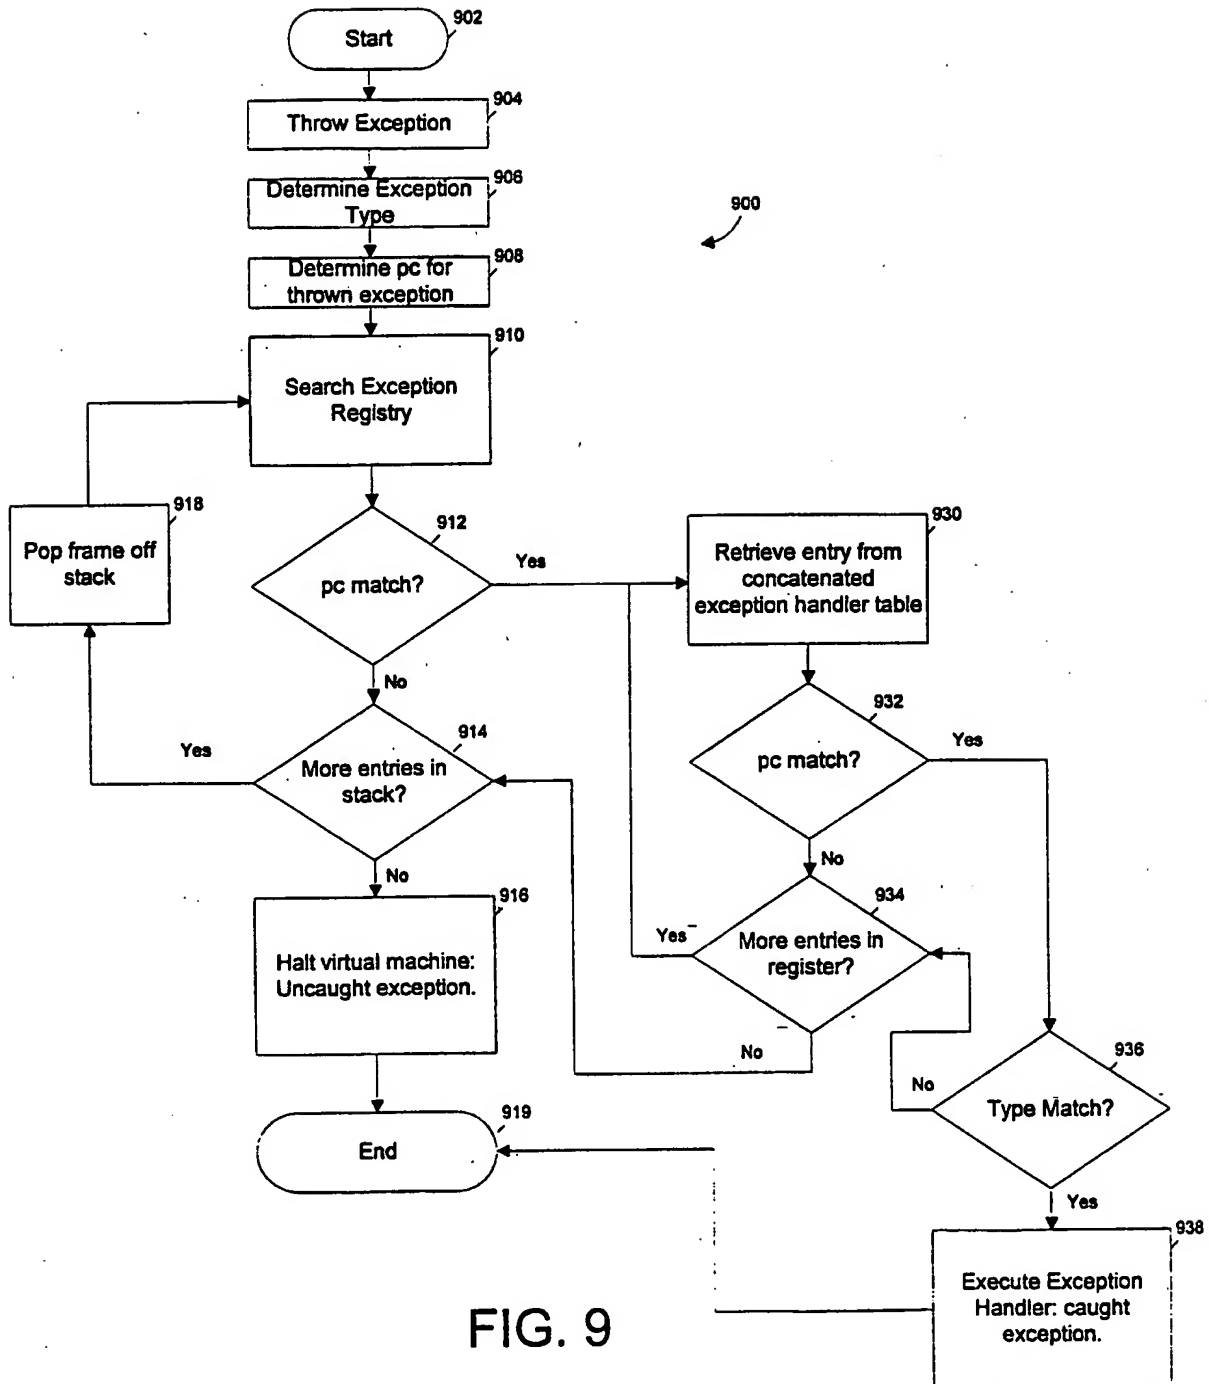 902
Start
904
Throw Exception
906
Determine Exception
Type
900
908
Determine pc for
thrown exception
910
Search Exception
Registry
918
Pop frame off
stack
912
pc match?
Yes
930
Retrieve entry from
concatenated
exception handler table
No
932
pc match?
Yes
914
More entries in
stack?
Yes
No
934
More entries in
register?
Yes
No
916
Halt virtual machine:
Uncaught exception.
No
936
Type Match?
919
End
Yes
938
Execute Exception
Handler: caught
exception.
FIG. 9